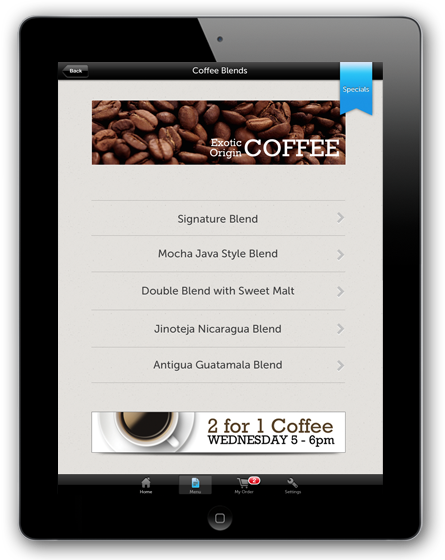 Back
Coffee Blends
Specials
Exotic
Origin COFFEE
Signature Blend
Mocha Java Style Blend
Double Blend with Sweet Malt
Jinoteja Nicaragua Blend
Antigua Guatamala Blend
2 for 1 Coffee
WEDNESDAY 5 - 6pm
2
Home
Menu
My Order
Settings